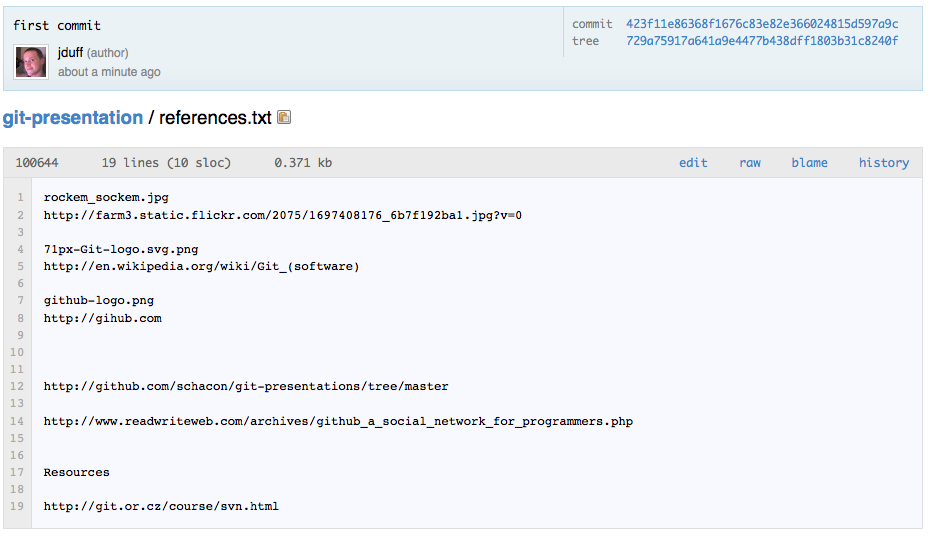 first commit
jduff (author)
about a minute ago
commit 423f11e86368f1676c83e82e366024815d597a9c
tree 729a75917a641a9e4477b438dff1803b31c8240f
git-presentation / references.txt
100644 19 lines (10 sloc) 0.371 kb edit raw blame history
1 rockem_sockem.jpg
2 http://farm3.static.flickr.com/2075/1697408176_6b7f192ba1.jpg?v=0
3
4 71px-Git-logo.svg.png
5 http://en.wikipedia.org/wiki/Git_(software)
6
7 github-logo.png
8 http://gihub.com
9
10
11
12 http://github.com/schacon/git-presentations/tree/master
13
14 http://www.readwriteweb.com/archives/github_a_social_network_for_programmers.php
15
16
17 Resources
18
19 http://git.or.cz/course/svn.html